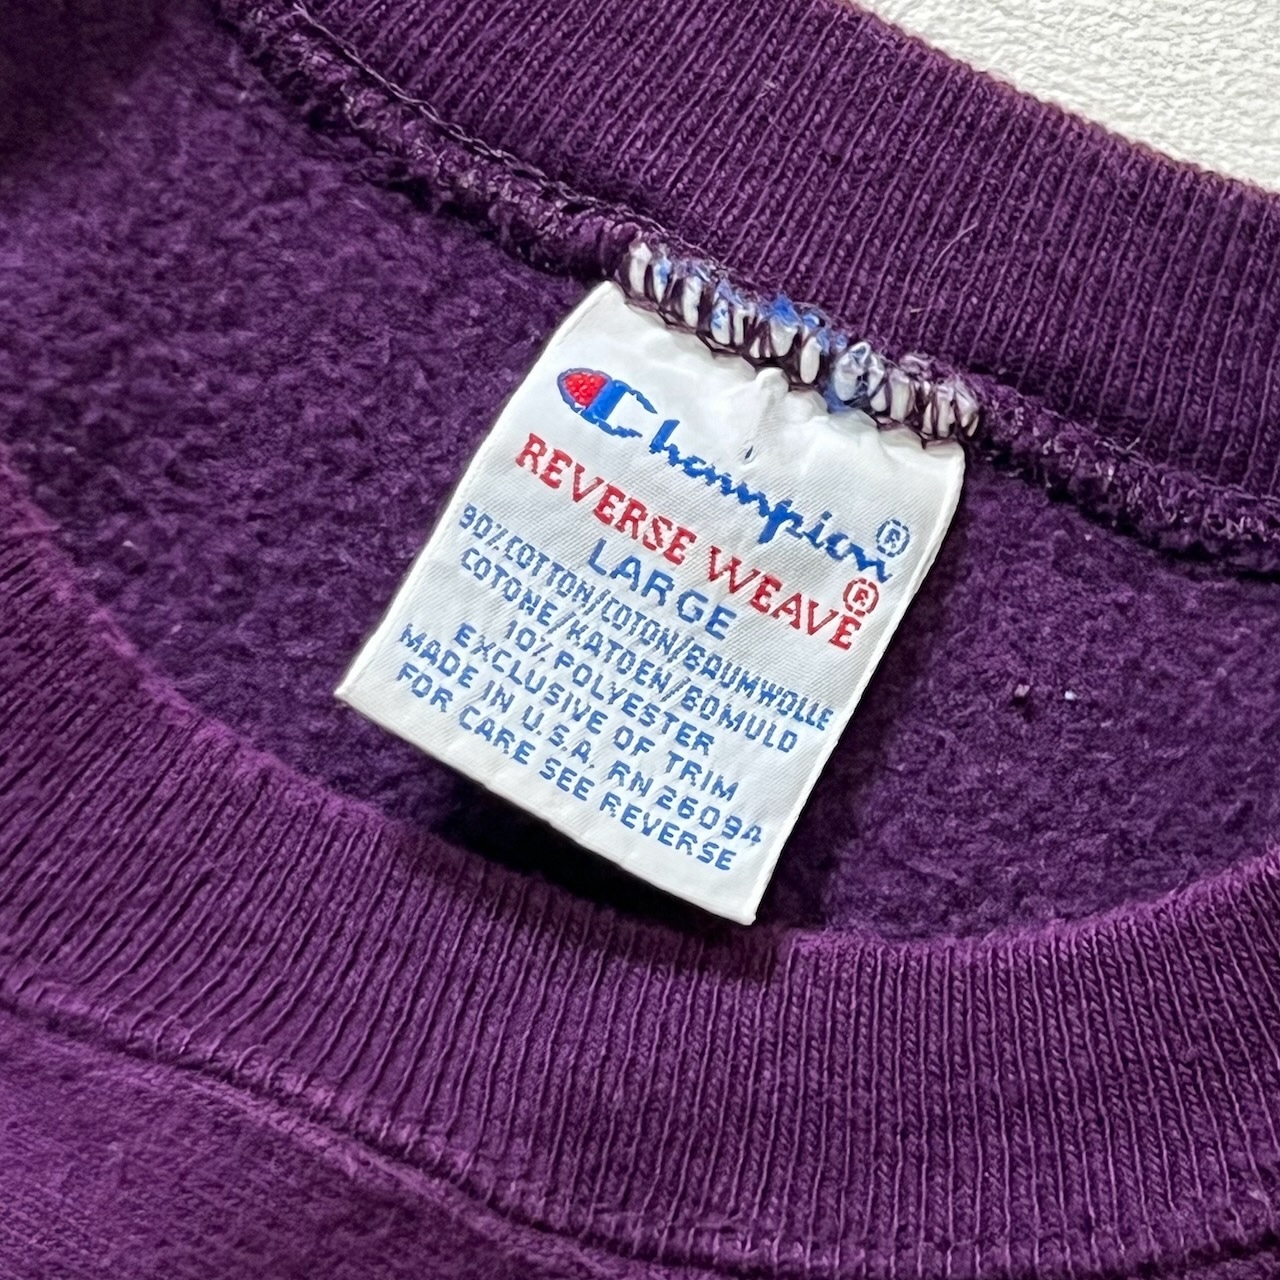 Champion®
REVERSE WEAVE®
LARGE
90% COTTON/COTON/BAUMWOLLE
COTONE/KATOEN/BOMULD
10% POLYESTER
EXCLUSIVE OF TRIM
MADE IN U.S.A. RN 26094
FOR CARE SEE REVERSE